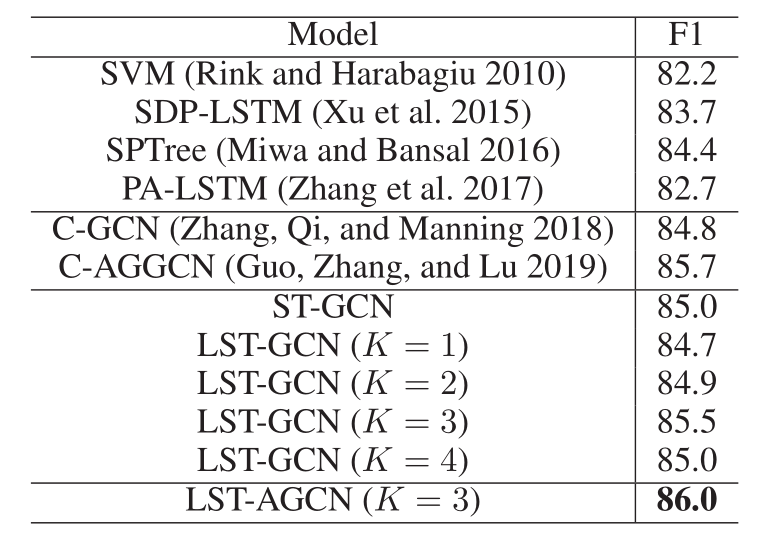 Model F1
SVM (Rink and Harabagiu 2010) 82.2
SDP-LSTM (Xu et al. 2015) 83.7
SPTree (Miwa and Bansal 2016) 84.4
PA-LSTM (Zhang et al. 2017) 82.7
C-GCN (Zhang, Qi, and Manning 2018) 84.8
C-AGGCN (Guo, Zhang, and Lu 2019) 85.7
ST-GCN 85.0
LST-GCN (K = 1) 84.7
LST-GCN (K = 2) 84.9
LST-GCN (K = 3) 85.5
LST-GCN (K = 4) 85.0
LST-AGCN (K = 3) 86.0